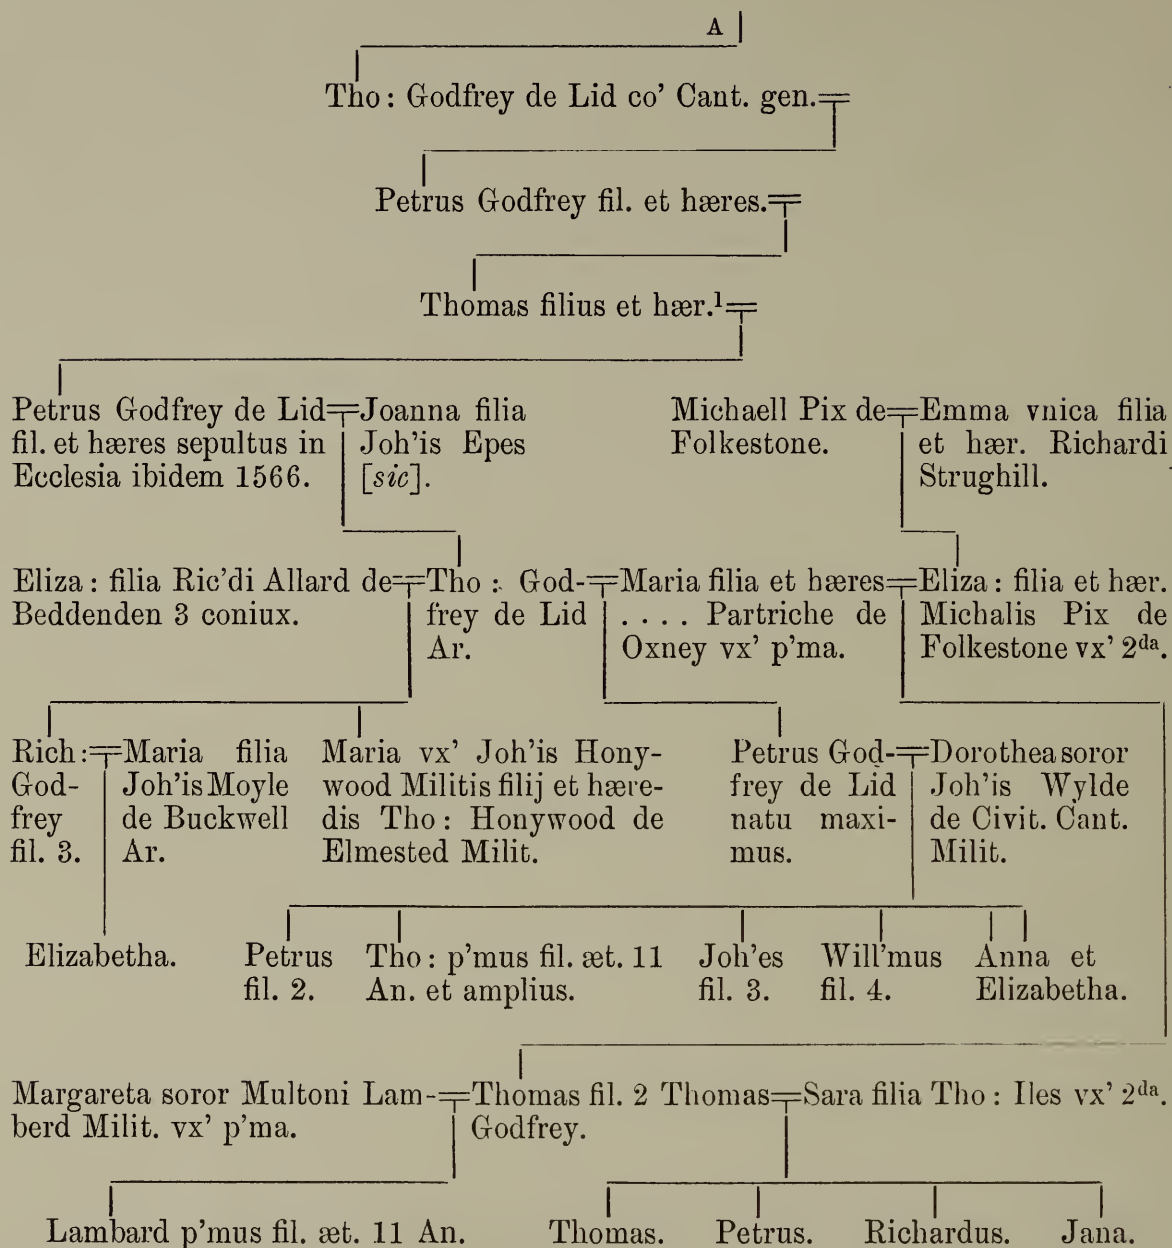 A
Tho: Godfrey de Lid co' Cant. gen.
Petrus Godfrey fil. et hæres.
Thomas filius et hær.¹
Petrus Godfrey de Lid
fil. et hæres sepultus in
Ecclesia ibidem 1566.
Joanna filia
Joh'is Epes
[sic].
Michaell Pix de
Folkestone.
Emma vnica filia
et hær. Richardi
Strughill.
Eliza: filia Ric'di Allard de
Beddenden 3 coniux.
Tho: God-
frey de Lid
Ar.
Maria filia et hæres
.... Partriche de
Oxney vx' p'ma.
Eliza: filia et hær.
Michalis Pix de
Folkestone vx' 2da.
Rich:
God-
frey
fil. 3.
Maria filia
Joh'is Moyle
de Buckwell
Ar.
Maria vx' Joh'is Hony-
wood Militis filij et hære-
dis Tho: Honywood de
Elmested Milit.
Petrus God-
frey de Lid
natu maxi-
mus.
Dorothea soror
Joh'is Wylde
de Civit. Cant.
Milit.
Elizabetha.
Petrus
fil. 2.
Tho: p'mus fil. æt. 11
An. et amplius.
Joh'es
fil. 3.
Will'mus
fil. 4.
Anna et
Elizabetha.
Margareta soror Multoni Lam-
berd Milit. vx' p'ma.
Thomas fil. 2 Thomas
Godfrey.
Sara filia Tho: Iles vx' 2da.
Lambard p'mus fil. æt. 11 An.
Thomas.
Petrus.
Richardus.
Jana.